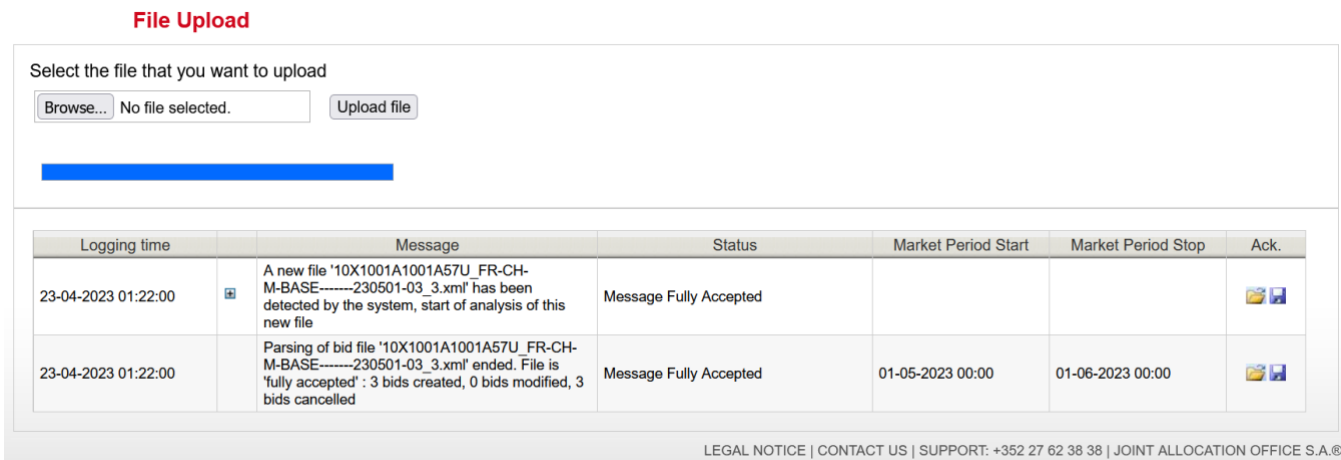 File Upload
Select the file that you want to upload
Browse... No file selected. Upload file
Logging time Message Status Market Period Start Market Period Stop Ack.
23-04-2023 01:22:00
A new file '10X1001A1001A57U_FR-CH-
M-BASE-------230501-03_3.xml' has been
detected by the system, start of analysis of this
new file
Message Fully Accepted
23-04-2023 01:22:00
Parsing of bid file '10X1001A1001A57U_FR-CH-
M-BASE-------230501-03_3.xml' ended. File is
'fully accepted' : 3 bids created, 0 bids modified, 3
bids cancelled
Message Fully Accepted
01-05-2023 00:00
01-06-2023 00:00
LEGAL NOTICE | CONTACT US | SUPPORT: +352 27 62 38 38 | JOINT ALLOCATION OFFICE S.A.©